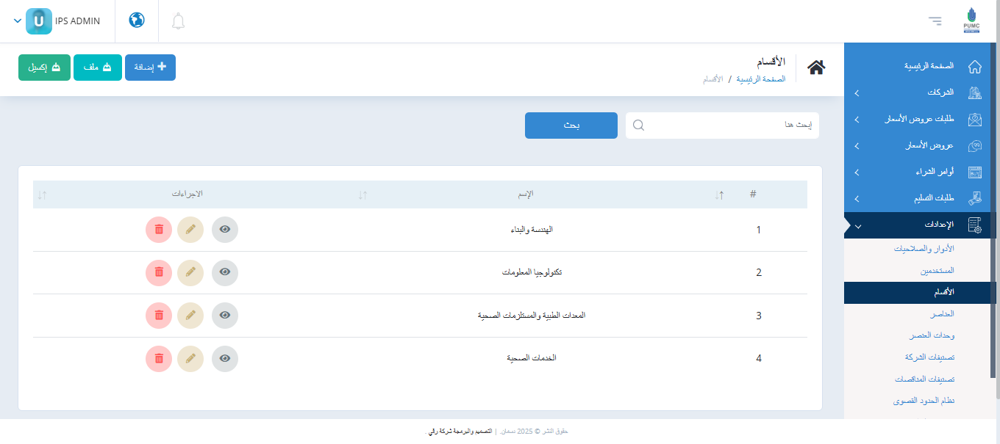 IPS ADMIN
PUMC
الأقسام
الصفحة الرئيسية / الأقسام
إضافة
ملف
إكسيل
إبحث هنا
بحث
#
الإسم
الاجراءات
1
الهندسة والبناء
2
تكنولوجيا المعلومات
3
المعدات الطبية والمستلزمات الصحية
4
الخدمات الصحية
الصفحة الرئيسية
الشركات
طلبات عروض الأسعار
عروض الأسعار
أوامر الشراء
طلبات التسليم
الإعدادات
الأدوار والصلاحيات
المستخدمين
الأقسام
العناصر
وحدات العنصر
تصنيفات الشركة
تصنيفات المناقصات
نظام الحدود القصوى
حقوق النشر © 2025 نسمان. | التصميم والبرمجة شركة رقي .